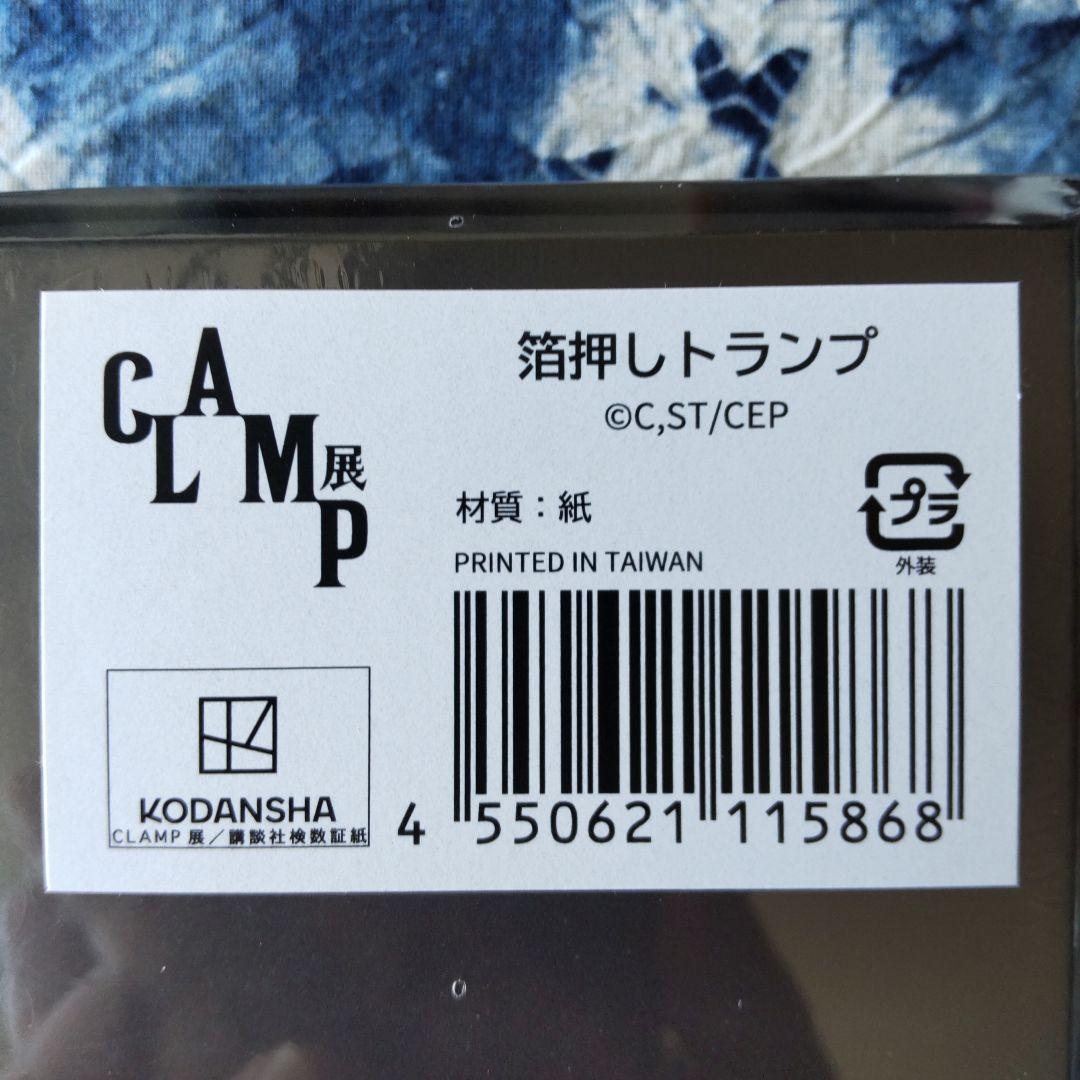 CLAMP展
箔押しトランプ
©C,ST/CEP
材質：紙
PRINTED IN TAIWAN
プラ
外装
KODANSHA
CLAMP展／講談社検数証紙
4 550621 115868